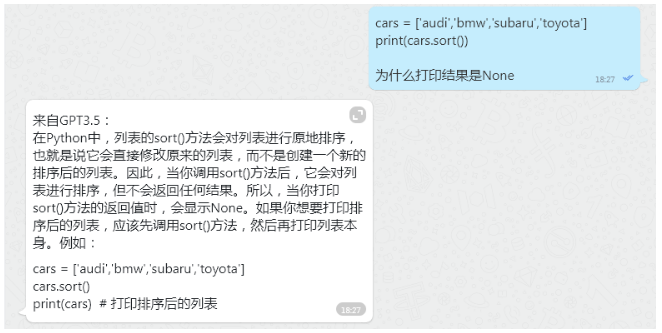 cars = ['audi','bmw','subaru','toyota']
print(cars.sort())
为什么打印结果是None
18:27
来自GPT3.5：
在Python中，列表的sort()方法会对列表进行原地排序，
也就是说它会直接修改原来的列表，而不是创建一个新的
排序后的列表。因此，当你调用sort()方法后，它会对列
表进行排序，但不会返回任何结果。所以，当你打印
sort()方法的返回值时，会显示None。如果你想要打印排
序后的列表，应该先调用sort()方法，然后再打印列表本
身。例如：
cars = ['audi','bmw','subaru','toyota']
cars.sort()
print(cars)  # 打印排序后的列表
18:27